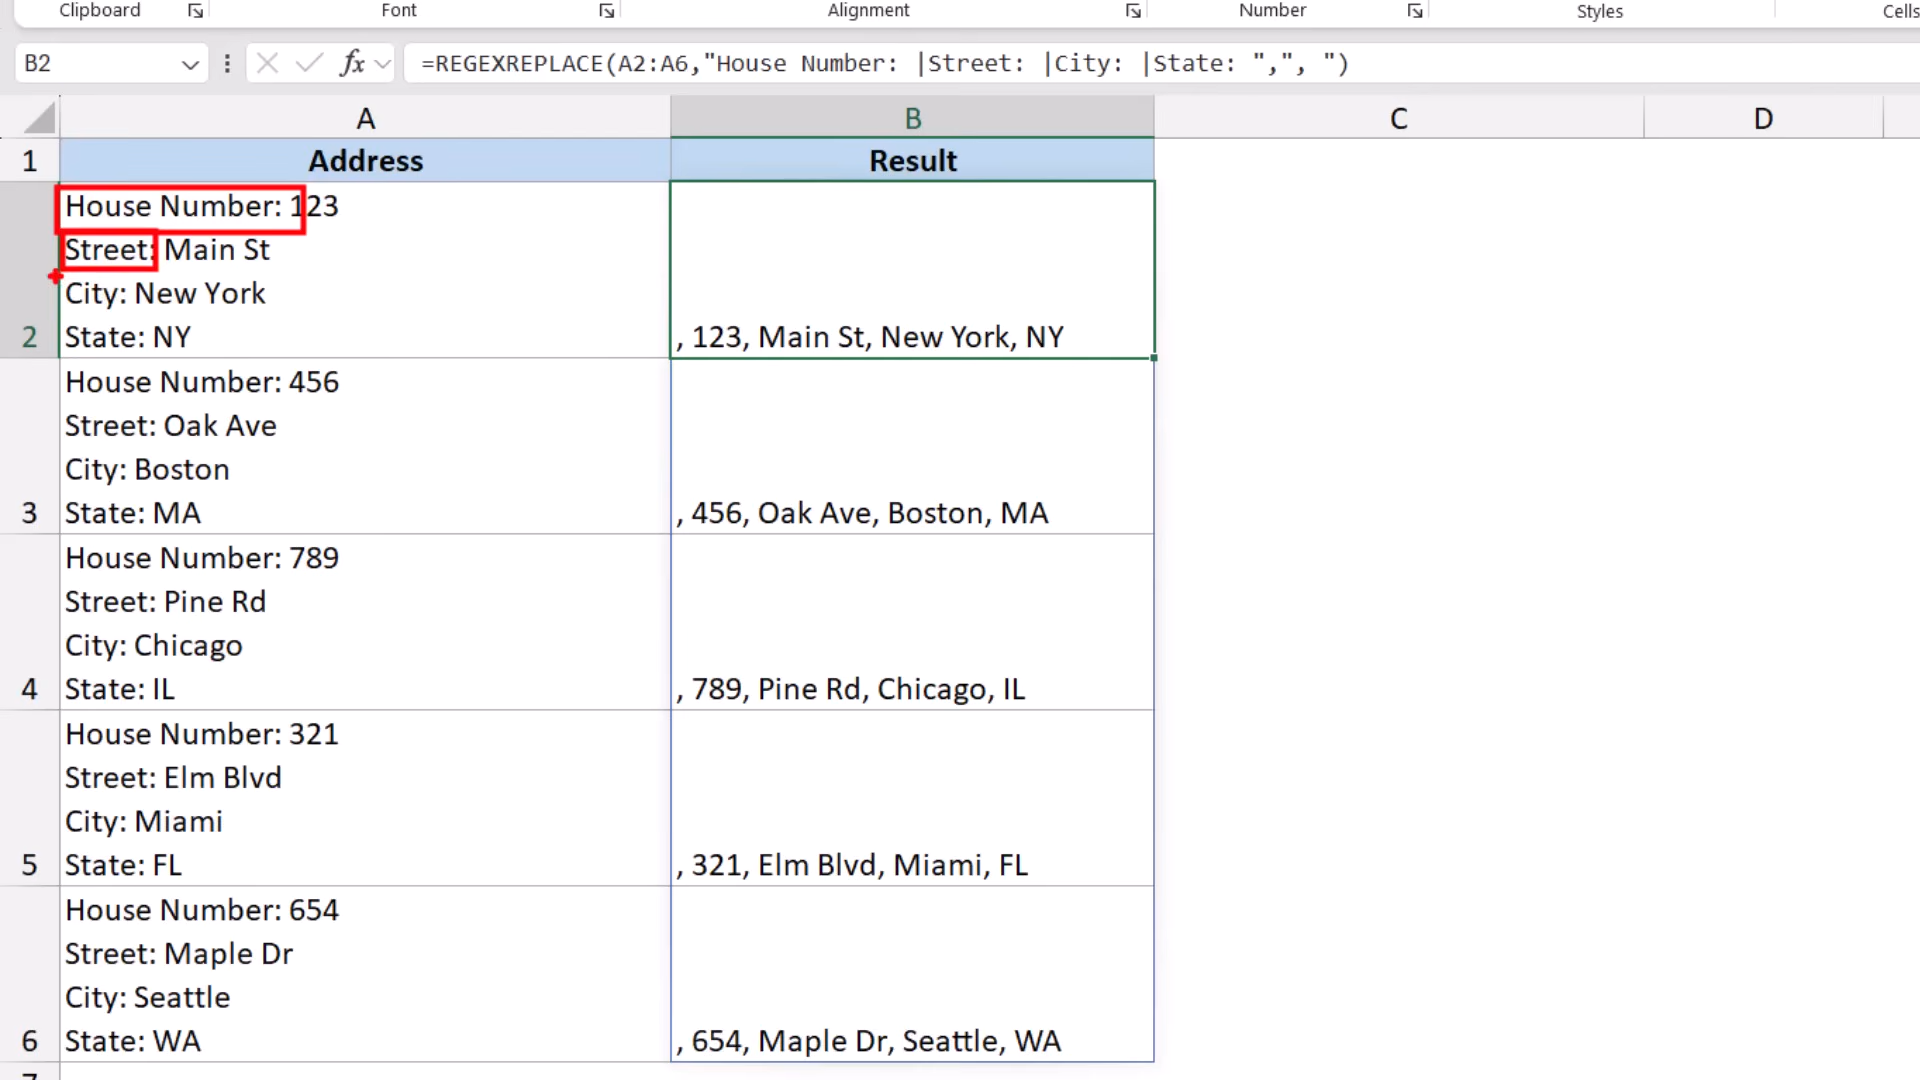 Clipboard Font Alignment Number Styles Cells
B2 fx =REGEXREPLACE(A2:A6,"House Number: |Street: |City: |State: ",", ")
A B C D
1 Address Result
House Number: 123
Street: Main St
City: New York
2 State: NY , 123, Main St, New York, NY
House Number: 456
Street: Oak Ave
City: Boston
3 State: MA , 456, Oak Ave, Boston, MA
House Number: 789
Street: Pine Rd
City: Chicago
4 State: IL , 789, Pine Rd, Chicago, IL
House Number: 321
Street: Elm Blvd
City: Miami
5 State: FL , 321, Elm Blvd, Miami, FL
House Number: 654
Street: Maple Dr
City: Seattle
6 State: WA , 654, Maple Dr, Seattle, WA
7